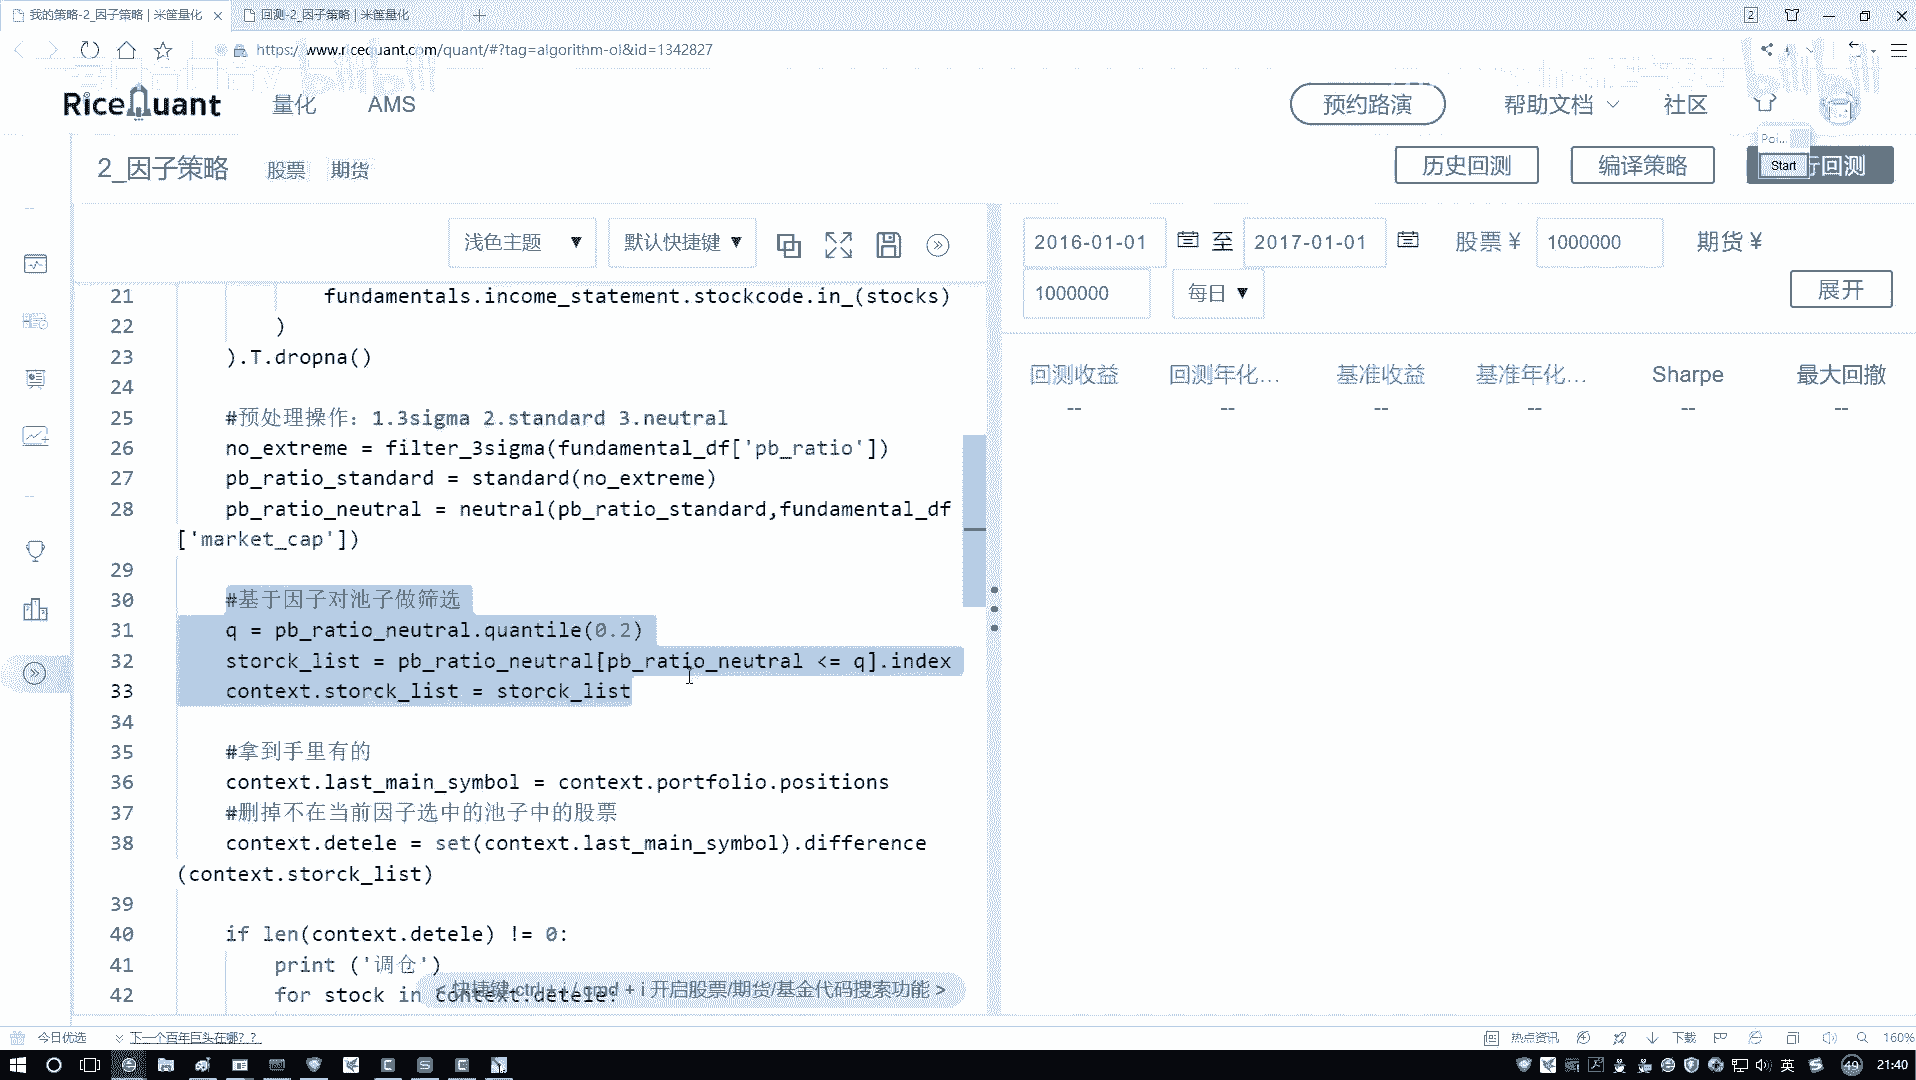 我的策略-2_因子策略 | 米筐量化
回测-2_因子策略 | 米筐量化
2
https://www.ricequant.com/quant/#?tag=algorithm-ol&id=1342827
RiceQuant 量化 AMS 预约路演 帮助文档 社区
Poi...
2_因子策略 股票 期货 历史回测 编译策略 Start 行回测
浅色主题 ▼ 默认快捷键 ▼
2016-01-01 至 2017-01-01 股票 ¥ 1000000 期货 ¥
1000000 每日 ▼ 展开
回测收益 回测年化... 基准收益 基准年化... Sharpe 最大回撤
-- -- -- -- -- --
21 fundamentals.income_statement.stockcode.in_(stocks)
22 )
23 ).T.dropna()
24
25 #预处理操作：1.3sigma 2.standard 3.neutral
26 no_extreme = filter_3sigma(fundamental_df['pb_ratio'])
27 pb_ratio_standard = standard(no_extreme)
28 pb_ratio_neutral = neutral(pb_ratio_standard,fundamental_df
['market_cap'])
29
30 #基于因子对池子做筛选
31 q = pb_ratio_neutral.quantile(0.2)
32 storck_list = pb_ratio_neutral[pb_ratio_neutral <= q].index
33 context.storck_list = storck_list
34
35 #拿到手里有的
36 context.last_main_symbol = context.portfolio.positions
37 #删掉不在当前因子选中的池子中的股票
38 context.detele = set(context.last_main_symbol).difference
(context.storck_list)
39
40 if len(context.detele) != 0:
41 print ('调仓')
42 for stock in context.detele:
< 快捷键 ctrl + i / cmd + i 开启股票/期货/基金代码搜索功能 >
今日优选 下一个百年巨头在哪？？ 热点资讯 下载 160%
英 49 21:40